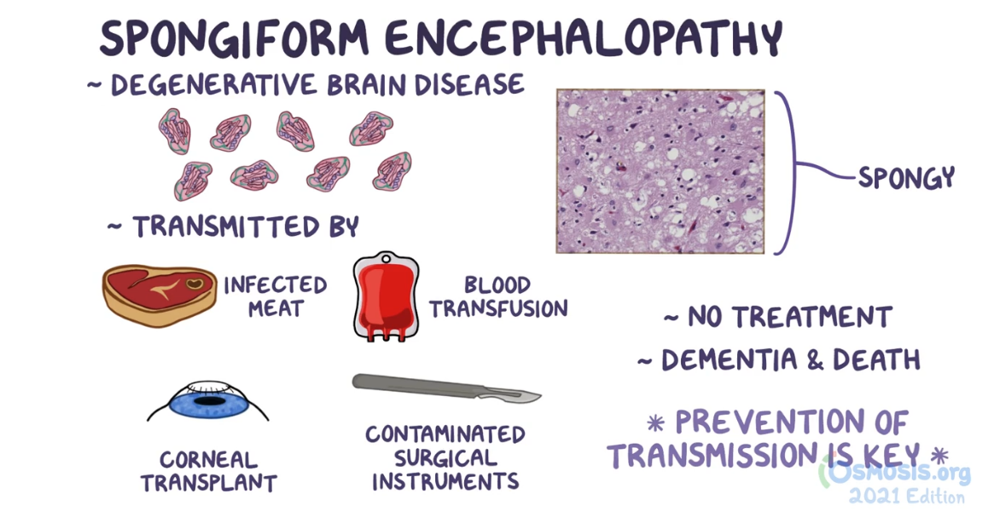 SPONGIFORM ENCEPHALOPATHY
~ DEGENERATIVE BRAIN DISEASE
SPONGY
~ TRANSMITTED BY
INFECTED
MEAT
BLOOD
TRANSFUSION
CORNEAL
TRANSPLANT
CONTAMINATED
SURGICAL
INSTRUMENTS
~ NO TREATMENT
~ DEMENTIA & DEATH
* PREVENTION OF
TRANSMISSION IS KEY *
OSMOSIS.org
2021 Edition